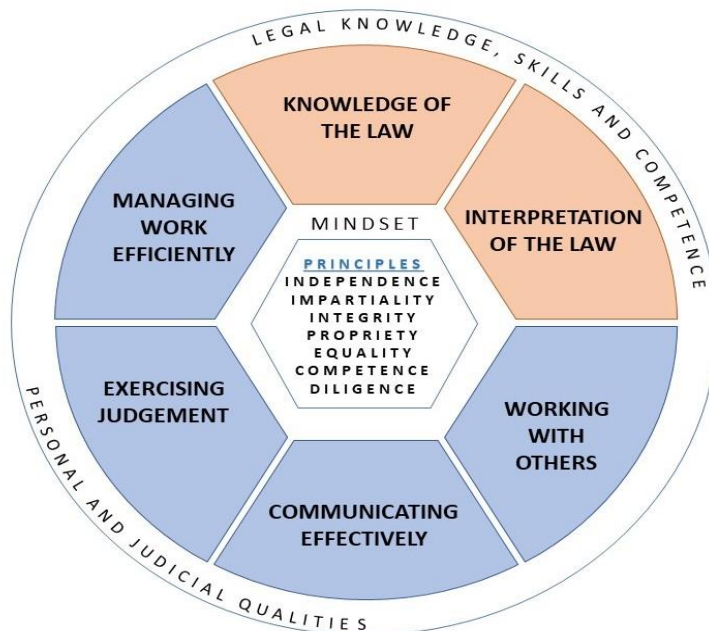 LEGAL KNOWLEDGE, SKILLS AND COMPETENCE
KNOWLEDGE OF
THE LAW
INTERPRETATION
OF THE LAW
MANAGING
WORK
EFFICIENTLY
MINDSET
PRINCIPLES
INDEPENDENCE
IMPARTIALITY
INTEGRITY
PROPRIETY
EQUALITY
COMPETENCE
DILIGENCE
EXERCISING
JUDGEMENT
WORKING
WITH
OTHERS
COMMUNICATING
EFFECTIVELY
PERSONAL AND JUDICIAL QUALITIES